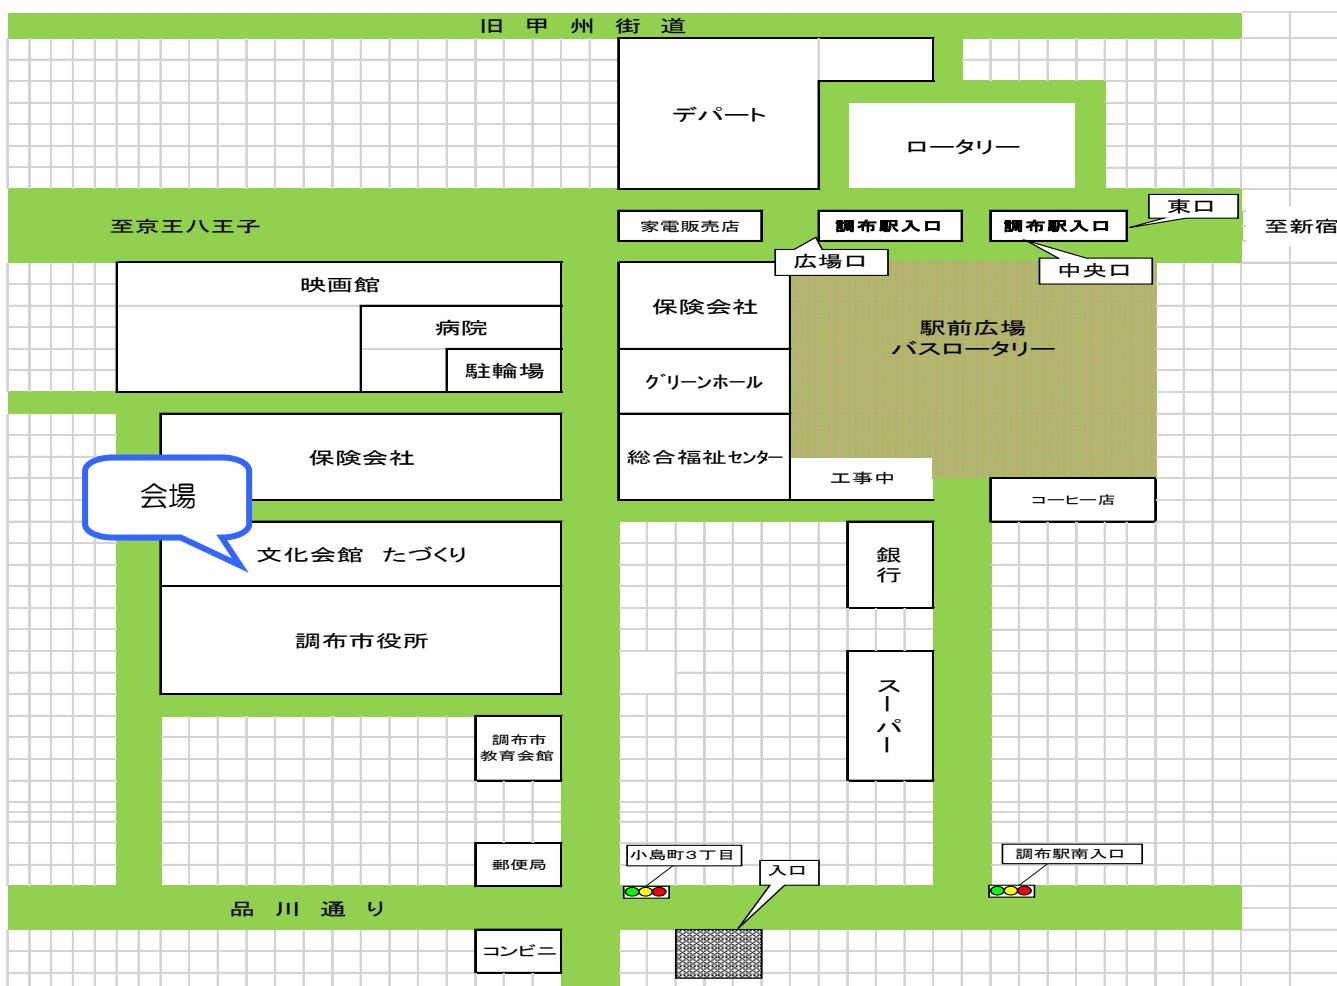 旧 甲 州 街 道
デパート
ロータリー
東口
至京王八王子
家電販売店
調布駅入口
調布駅入口
至新宿
広場口
中央口
映画館
保険会社
病院
駅前広場
バスロータリー
駐輪場
グリーンホール
保険会社
総合福祉センター
工事中
会場
コーヒー店
文化会館 たづくり
銀行
調布市役所
スーパー
調布市
教育会館
郵便局
小島町3丁目
入口
調布駅南入口
品 川 通 り
コンビニ